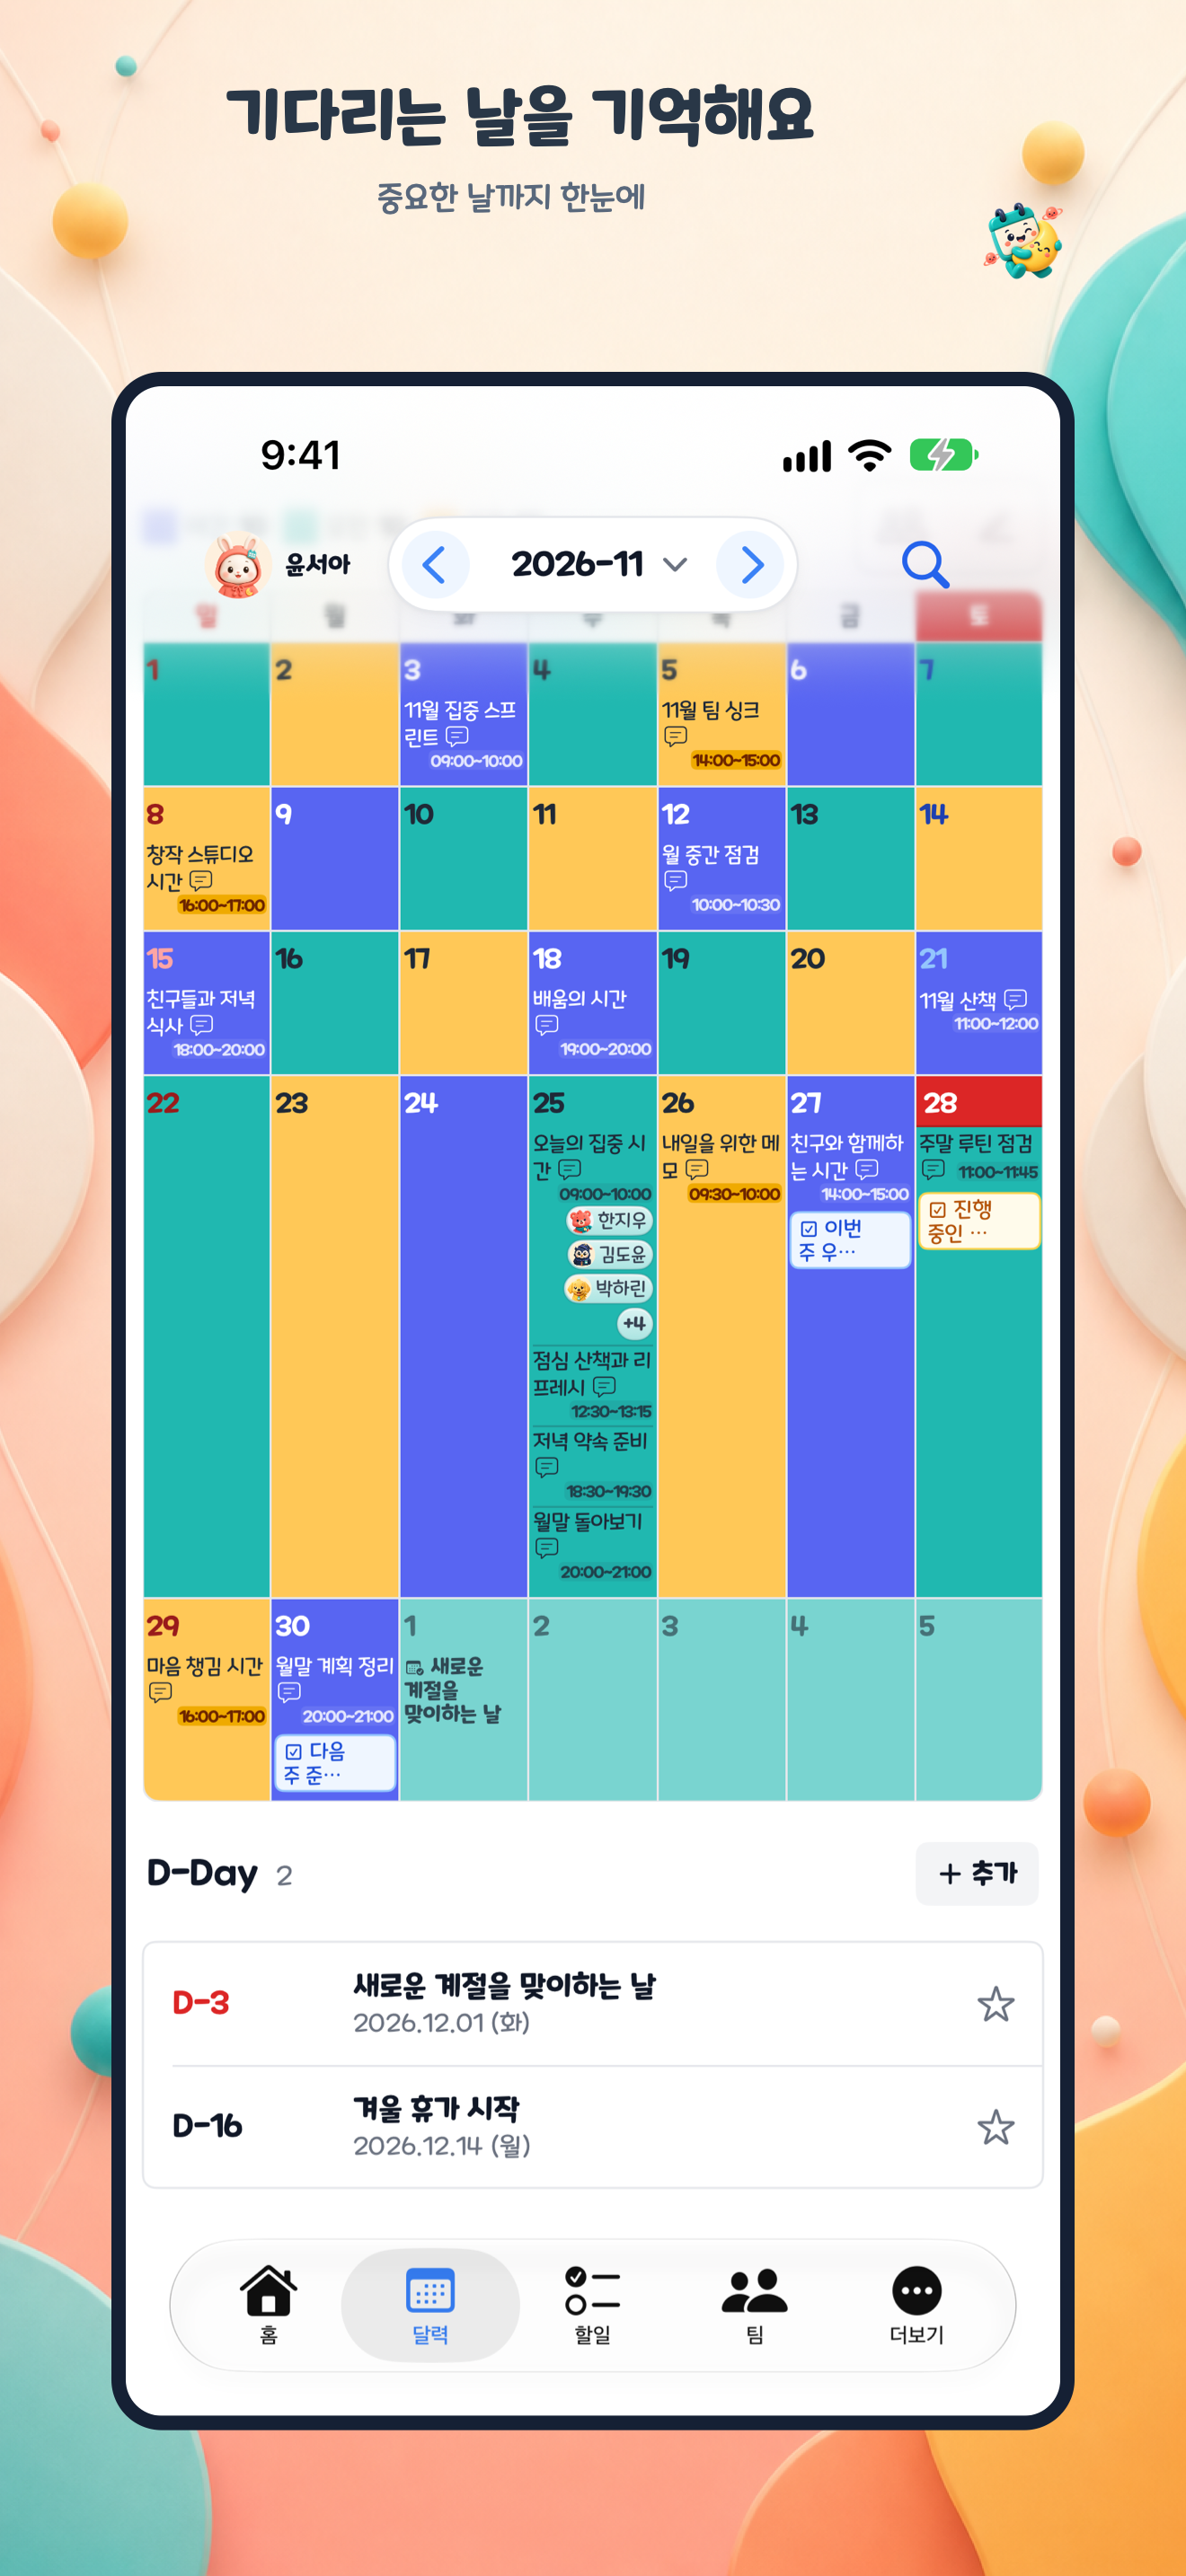 기다리는 날을 기억해요
중요한 날까지 한눈에
9:41
윤서아
2026-11
일 월 화 수 목 금 토
1 2 3 4 5 6 7
11월 집중 스프
린트
09:00~10:00
11월 팀 싱크
14:00~15:00
8 9 10 11 12 13 14
창작 스튜디오
시간
16:00~17:00
월 중간 점검
10:00~10:30
15 16 17 18 19 20 21
친구들과 저녁
식사
18:00~20:00
배움의 시간
19:00~20:00
11월 산책
11:00~12:00
22 23 24 25 26 27 28
오늘의 집중 시
간
09:00~10:00
한지우
김도윤
박하린
+4
점심 산책과 리
프레시
12:30~13:15
저녁 약속 준비
18:30~19:30
월말 돌아보기
20:00~21:00
내일을 위한 메
모
09:30~10:00
친구와 함께하
는 시간
14:00~15:00
이번
주 우…
주말 루틴 점검
11:00~11:45
진행
중인 …
29 30 1 2 3 4 5
마음 챙김 시간
16:00~17:00
월말 계획 정리
20:00~21:00
다음
주 준…
새로운
계절을
맞이하는 날
D-Day 2
+ 추가
D-3
새로운 계절을 맞이하는 날
2026.12.01 (화)
D-16
겨울 휴가 시작
2026.12.14 (월)
홈
달력
할일
팀
더보기